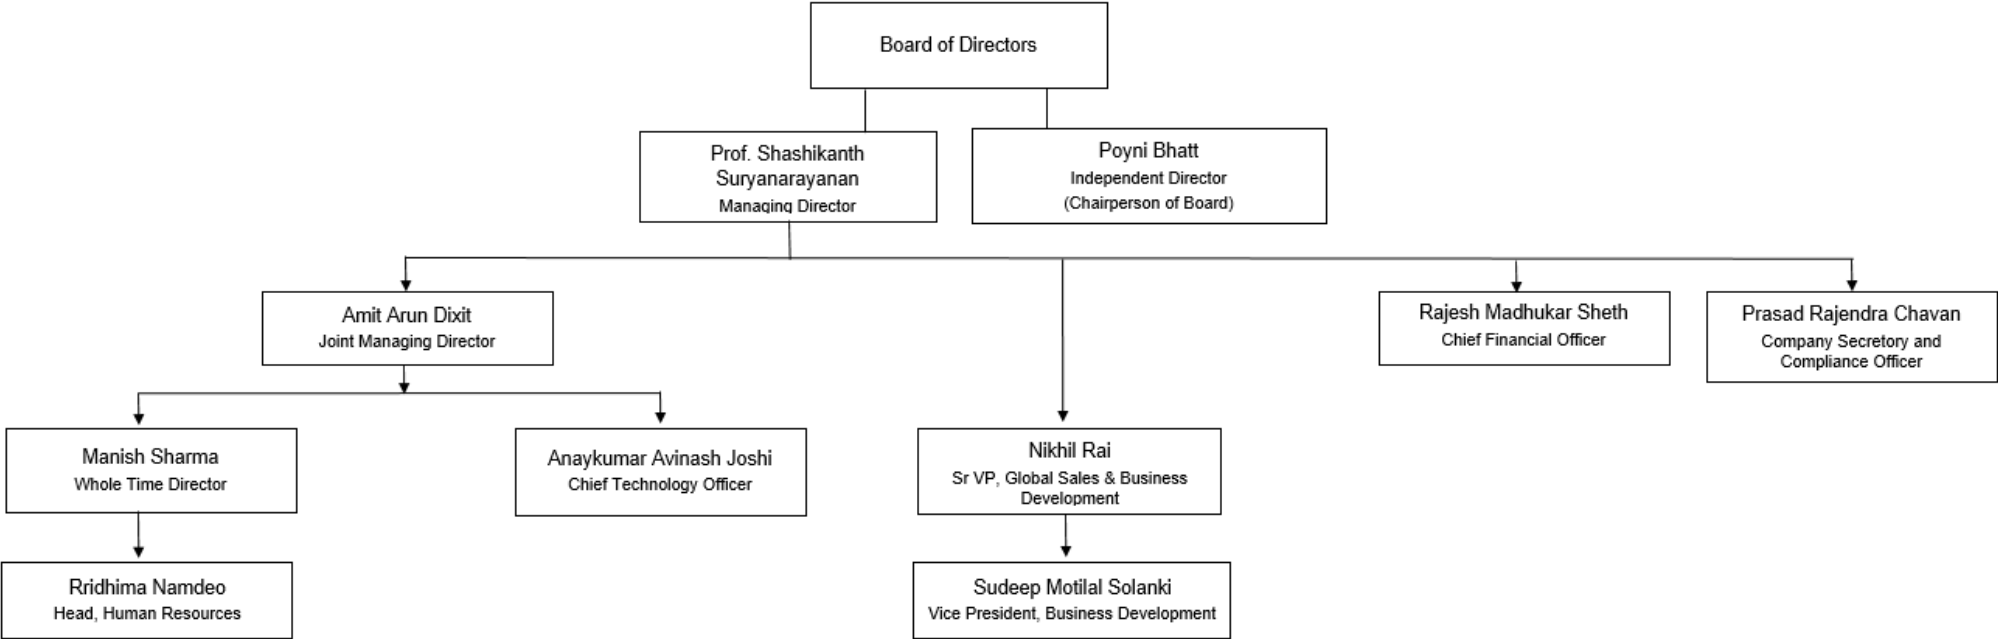 Board of Directors
Prof. Shashikanth
Suryanarayanan
Managing Director
Poyni Bhatt
Independent Director
(Chairperson of Board)
Amit Arun Dixit
Joint Managing Director
Rajesh Madhukar Sheth
Chief Financial Officer
Prasad Rajendra Chavan
Company Secretary and
Compliance Officer
Manish Sharma
Whole Time Director
Anaykumar Avinash Joshi
Chief Technology Officer
Nikhil Rai
Sr VP, Global Sales & Business
Development
Rridhima Namdeo
Head, Human Resources
Sudeep Motilal Solanki
Vice President, Business Development